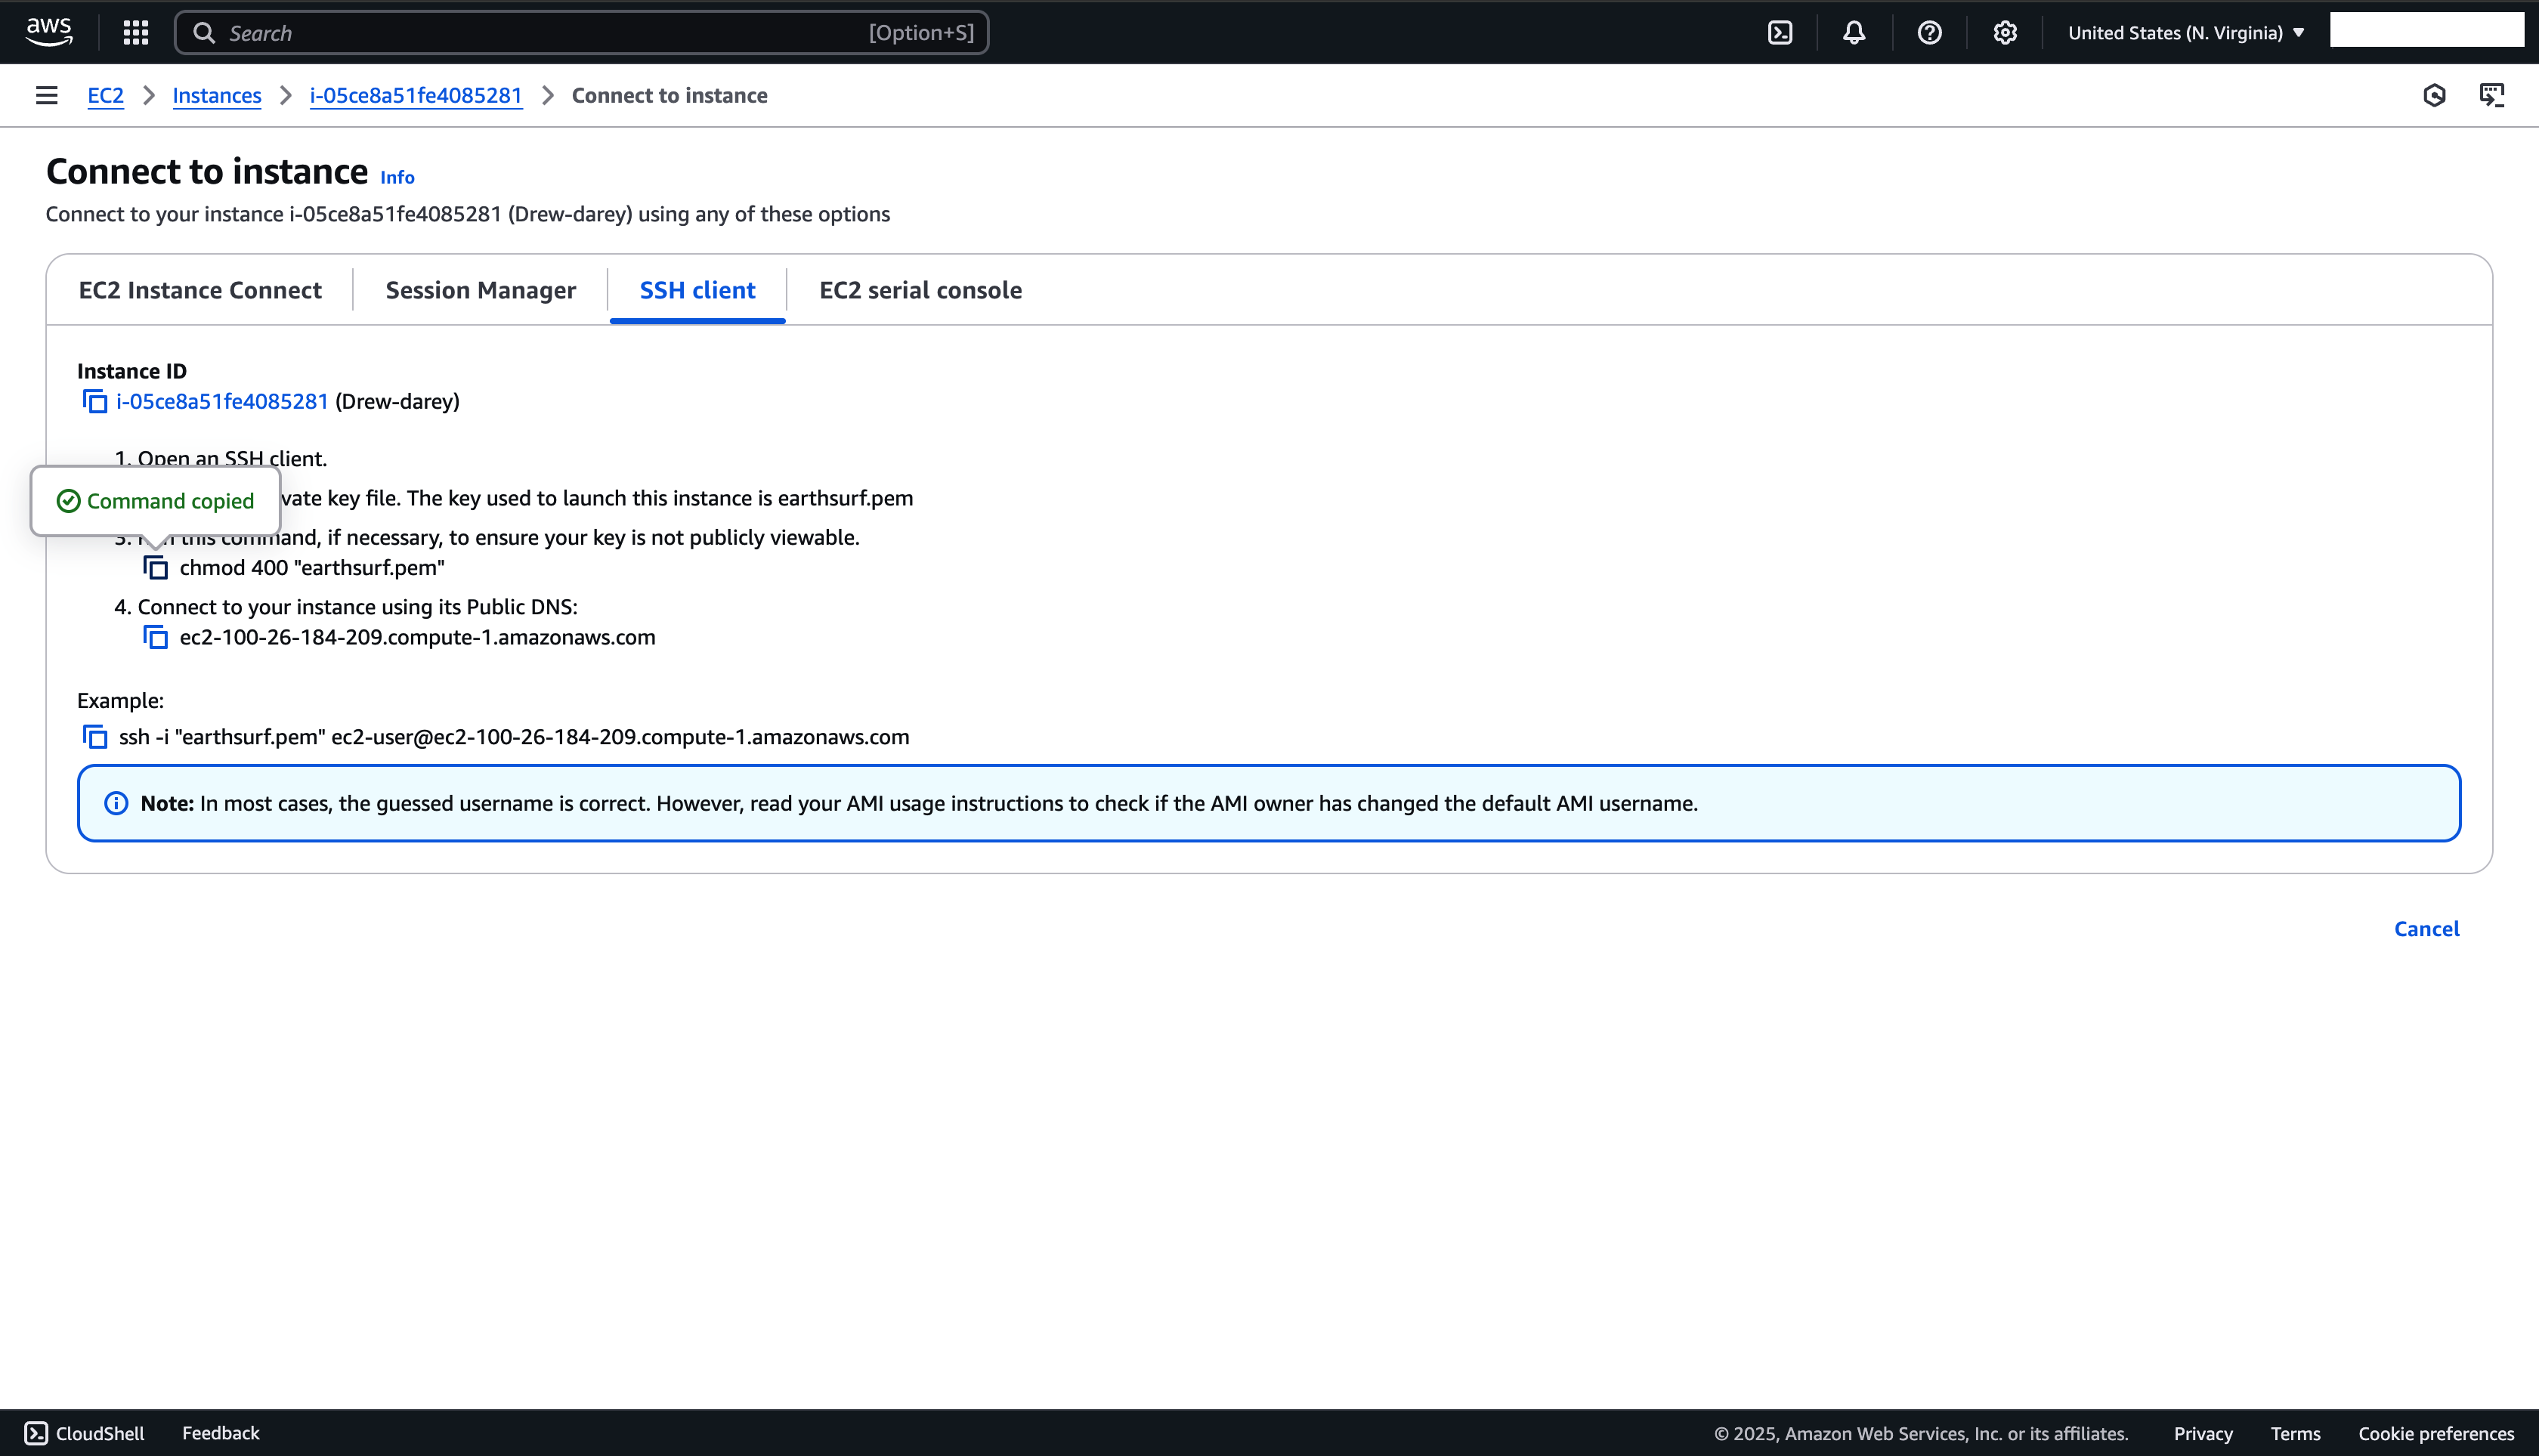 aws
Search [Option+S]
United States (N. Virginia)
EC2 > Instances > i-05ce8a51fe4085281 > Connect to instance
Connect to instance Info
Connect to your instance i-05ce8a51fe4085281 (Drew-darey) using any of these options
EC2 Instance Connect
Session Manager
SSH client
EC2 serial console
Instance ID
i-05ce8a51fe4085281 (Drew-darey)
1. Open an SSH client.
Command copied
vate key file. The key used to launch this instance is earthsurf.pem
3. this command, if necessary, to ensure your key is not publicly viewable.
chmod 400 "earthsurf.pem"
4. Connect to your instance using its Public DNS:
ec2-100-26-184-209.compute-1.amazonaws.com
Example:
ssh -i "earthsurf.pem" ec2-user@ec2-100-26-184-209.compute-1.amazonaws.com
Note: In most cases, the guessed username is correct. However, read your AMI usage instructions to check if the AMI owner has changed the default AMI username.
Cancel
CloudShell Feedback © 2025, Amazon Web Services, Inc. or its affiliates. Privacy Terms Cookie preferences